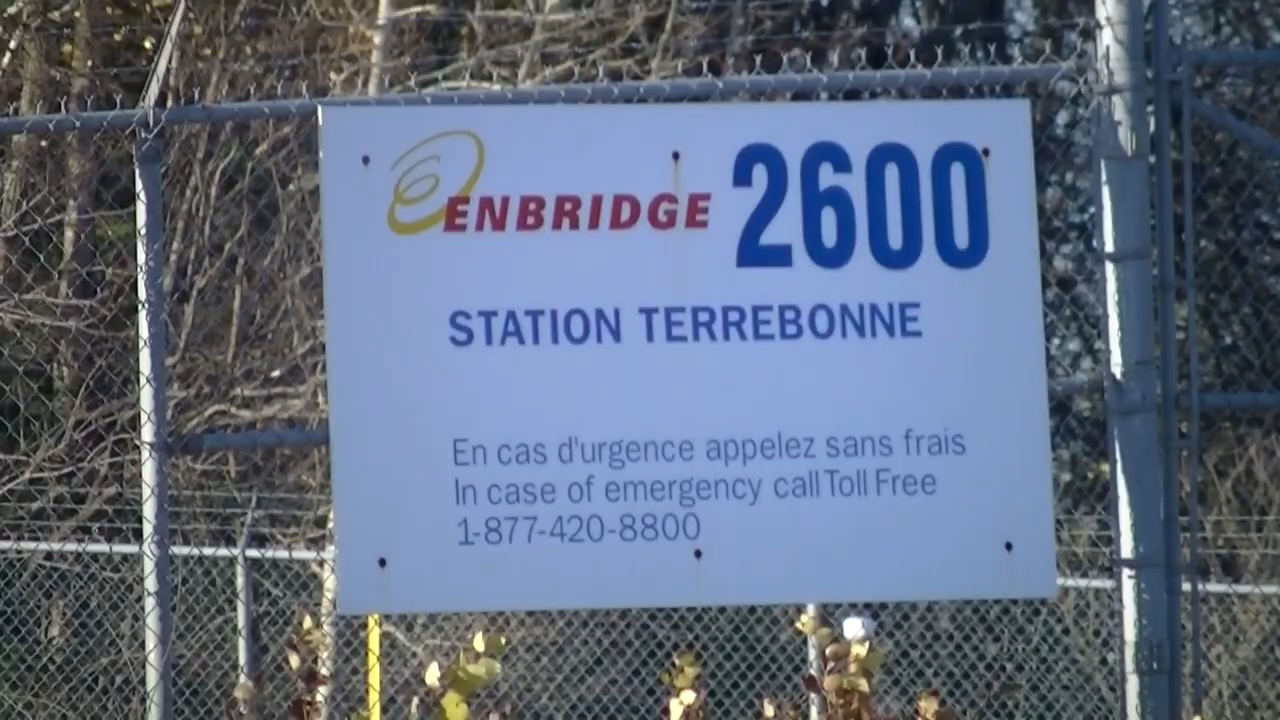 ENBRIDGE 2600
STATION TERREBONNE
En cas d'urgence appelez sans frais
In case of emergency call Toll Free
1-877-420-8800